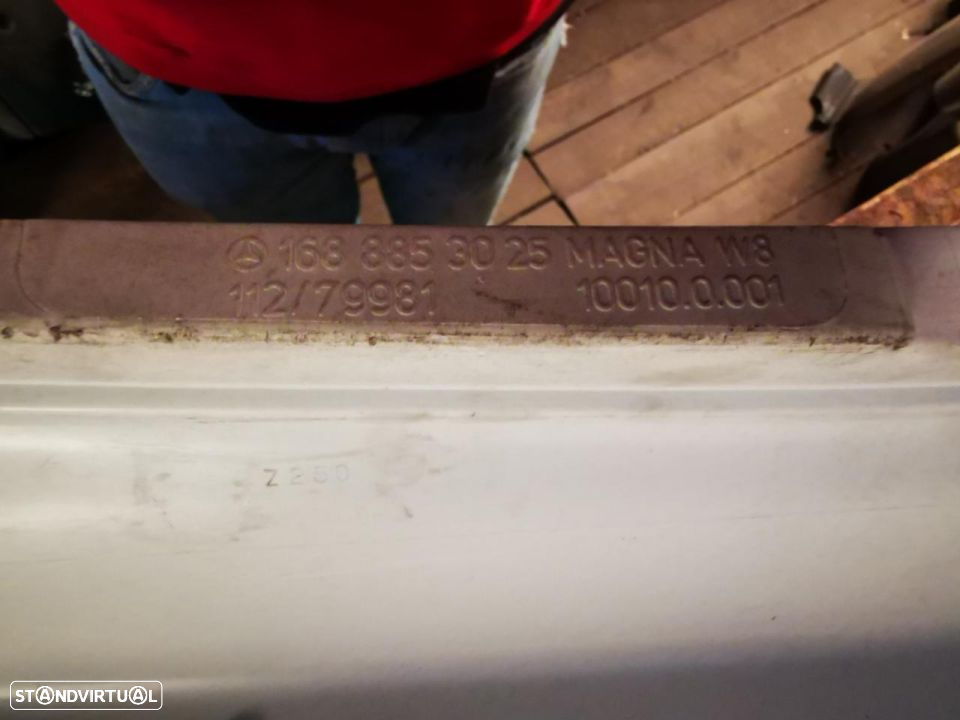 168 885 30 25 MAGNA W8
112/79981 10010.0.001
Z250
STANDVIRTUAL